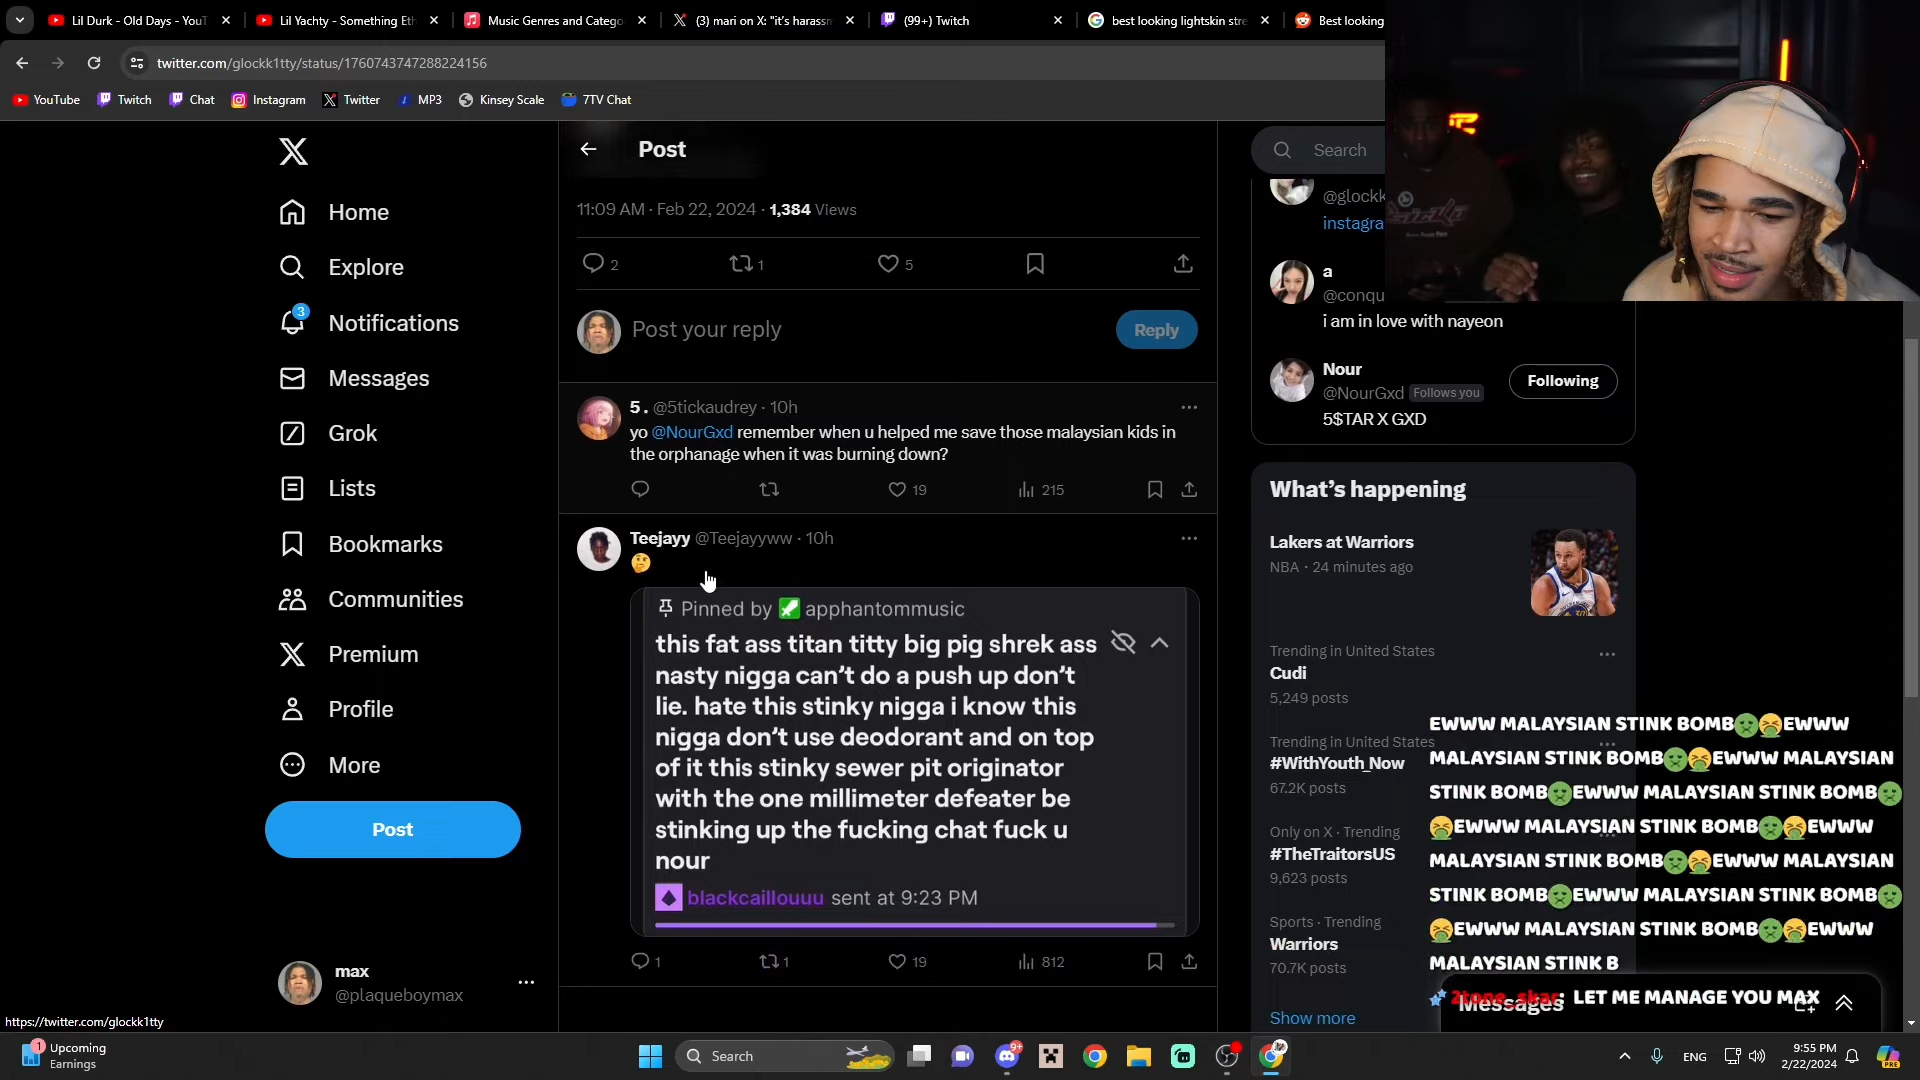 Lil Durk - Old Days - YouT
Lil Yachty - Something Eth
Music Genres and Catego
(3) mari on X: "it's harassm
(99+) Twitch
best looking lightskin stre
Best looking
twitter.com/glockk1tty/status/1760743747288224156
YouTube
Twitch
Chat
Instagram
Twitter
MP3
Kinsey Scale
7TV Chat
Home
Explore
3
Notifications
Messages
Grok
Lists
Bookmarks
Communities
Premium
Profile
More
Post
max
@plaqueboymax
https://twitter.com/glockk1tty
Post
11:09 AM · Feb 22, 2024 · 1,384 Views
2 1 5
Post your reply
Reply
5 . @5tickaudrey · 10h
yo @NourGxd remember when u helped me save those malaysian kids in
the orphanage when it was burning down?
19 215
Teejayy @Teejayyww · 10h
🤔
Pinned by apphantommusic
this fat ass titan titty big pig shrek ass
nasty nigga can't do a push up don't
lie. hate this stinky nigga i know this
nigga don't use deodorant and on top
of it this stinky sewer pit originator
with the one millimeter defeater be
stinking up the fucking chat fuck u
nour
blackcaillouuu sent at 9:23 PM
1 1 19 812
Search
@glockk
instagra
a
@conqu
i am in love with nayeon
Nour
@NourGxd Follows you
Following
5$TAR X GXD
What's happening
Lakers at Warriors
NBA · 24 minutes ago
Trending in United States
Cudi
5,249 posts
Trending in United States
#WithYouth_Now
67.2K posts
Only on X · Trending
#TheTraitorsUS
9,623 posts
Sports · Trending
Warriors
70.7K posts
Show more
Messages
EWWW MALAYSIAN STINK BOMB🤢🤮EWWW
MALAYSIAN STINK BOMB🤢🤮EWWW MALAYSIAN
STINK BOMB🤢🤮EWWW MALAYSIAN STINK BOMB🤢
🤮EWWW MALAYSIAN STINK BOMB🤢🤮EWWW
MALAYSIAN STINK BOMB🤢🤮EWWW MALAYSIAN
STINK BOMB🤢🤮EWWW MALAYSIAN STINK BOMB🤢
🤮EWWW MALAYSIAN STINK BOMB🤢🤮EWWW
MALAYSIAN STINK B
2tone_skar: LET ME MANAGE YOU MAX
1
Upcoming
Earnings
Search
9+
ENG
9:55 PM
2/22/2024
PRE